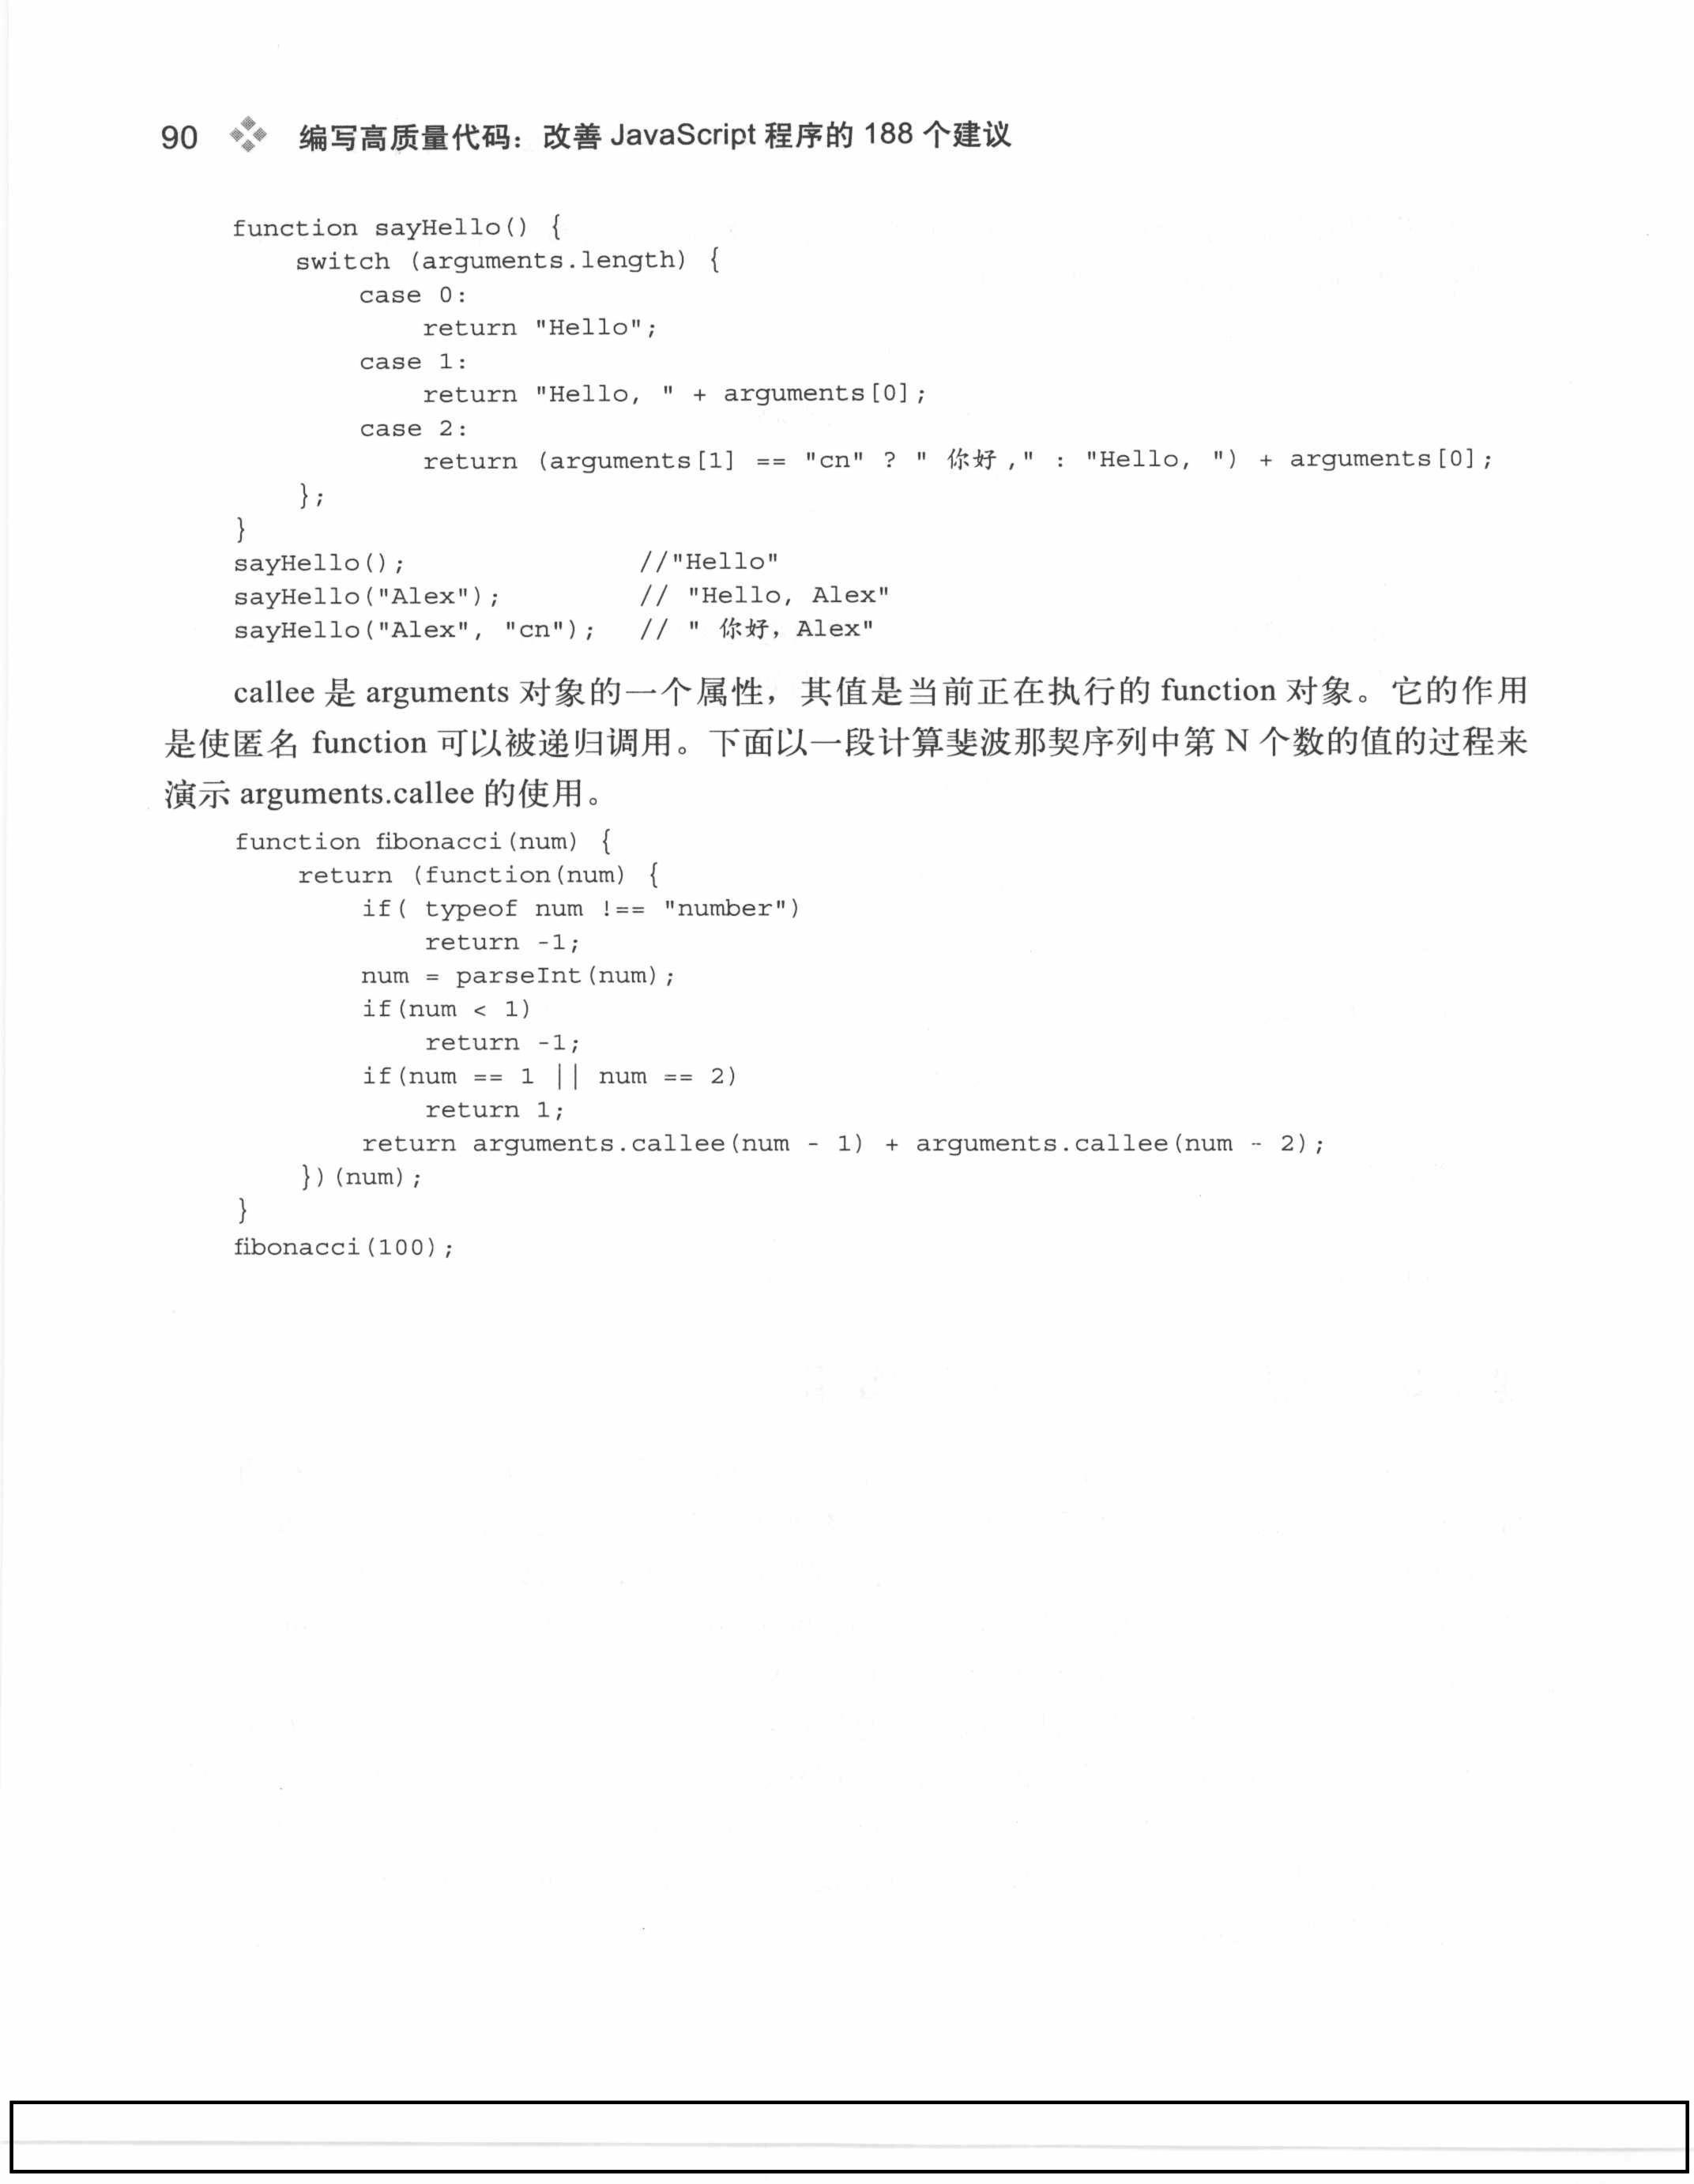 90 编写高质量代码：改善 JavaScript 程序的 188 个建议
function sayHello() {
    switch (arguments.length) {
        case 0:
            return "Hello";
        case 1:
            return "Hello, " + arguments[0];
        case 2:
            return (arguments[1] == "cn" ? " 你好 ," : "Hello, ") + arguments[0];
    };
}
sayHello();               //"Hello"
sayHello("Alex");         // "Hello, Alex"
sayHello("Alex", "cn");   // " 你好，Alex"
callee 是 arguments 对象的一个属性，其值是当前正在执行的 function 对象。它的作用
是使匿名 function 可以被递归调用。下面以一段计算斐波那契序列中第 N 个数的值的过程来
演示 arguments.callee 的使用。
function fibonacci(num) {
    return (function(num) {
        if( typeof num !== "number")
            return -1;
        num = parseInt(num);
        if(num < 1)
            return -1;
        if(num == 1 || num == 2)
            return 1;
        return arguments.callee(num - 1) + arguments.callee(num - 2);
    })(num);
}
fibonacci(100);